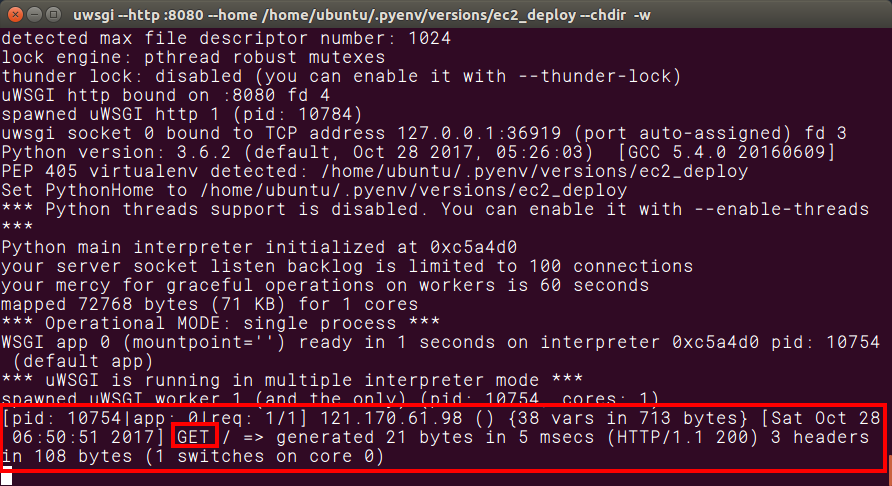 uwsgi --http :8080 --home /home/ubuntu/.pyenv/versions/ec2_deploy --chdir -w
detected max file descriptor number: 1024
lock engine: pthread robust mutexes
thunder lock: disabled (you can enable it with --thunder-lock)
uWSGI http bound on :8080 fd 4
spawned uWSGI http 1 (pid: 10784)
uwsgi socket 0 bound to TCP address 127.0.0.1:36919 (port auto-assigned) fd 3
Python version: 3.6.2 (default, Oct 28 2017, 05:26:03)  [GCC 5.4.0 20160609]
PEP 405 virtualenv detected: /home/ubuntu/.pyenv/versions/ec2_deploy
Set PythonHome to /home/ubuntu/.pyenv/versions/ec2_deploy
*** Python threads support is disabled. You can enable it with --enable-threads
***
Python main interpreter initialized at 0xc5a4d0
your server socket listen backlog is limited to 100 connections
your mercy for graceful operations on workers is 60 seconds
mapped 72768 bytes (71 KB) for 1 cores
*** Operational MODE: single process ***
WSGI app 0 (mountpoint='') ready in 1 seconds on interpreter 0xc5a4d0 pid: 10754
(default app)
*** uWSGI is running in multiple interpreter mode ***
spawned uWSGI worker 1 (and the only) (pid: 10754, cores: 1)
[pid: 10754|app: 0|req: 1/1] 121.170.61.98 () {38 vars in 713 bytes} [Sat Oct 28
06:50:51 2017] GET / => generated 21 bytes in 5 msecs (HTTP/1.1 200) 3 headers
in 108 bytes (1 switches on core 0)